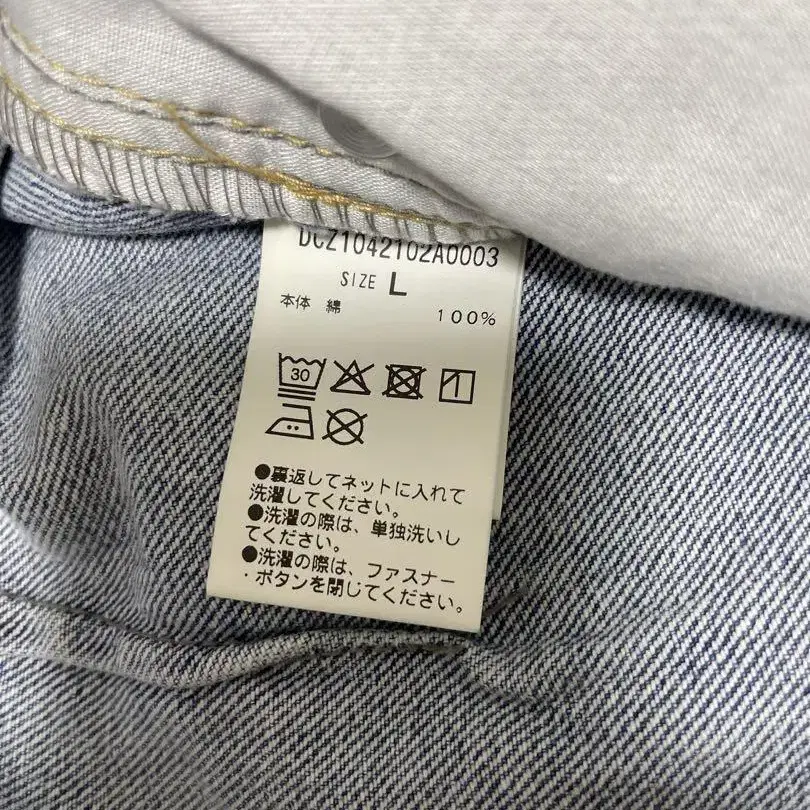 DCZ1042102A0003
SIZE L
本体 綿 100%
30
●裏返してネットに入れて
洗濯してください。
●洗濯の際は、単独洗いし
てください。
●洗濯の際は、ファスナー
・ボタンを閉じてください。